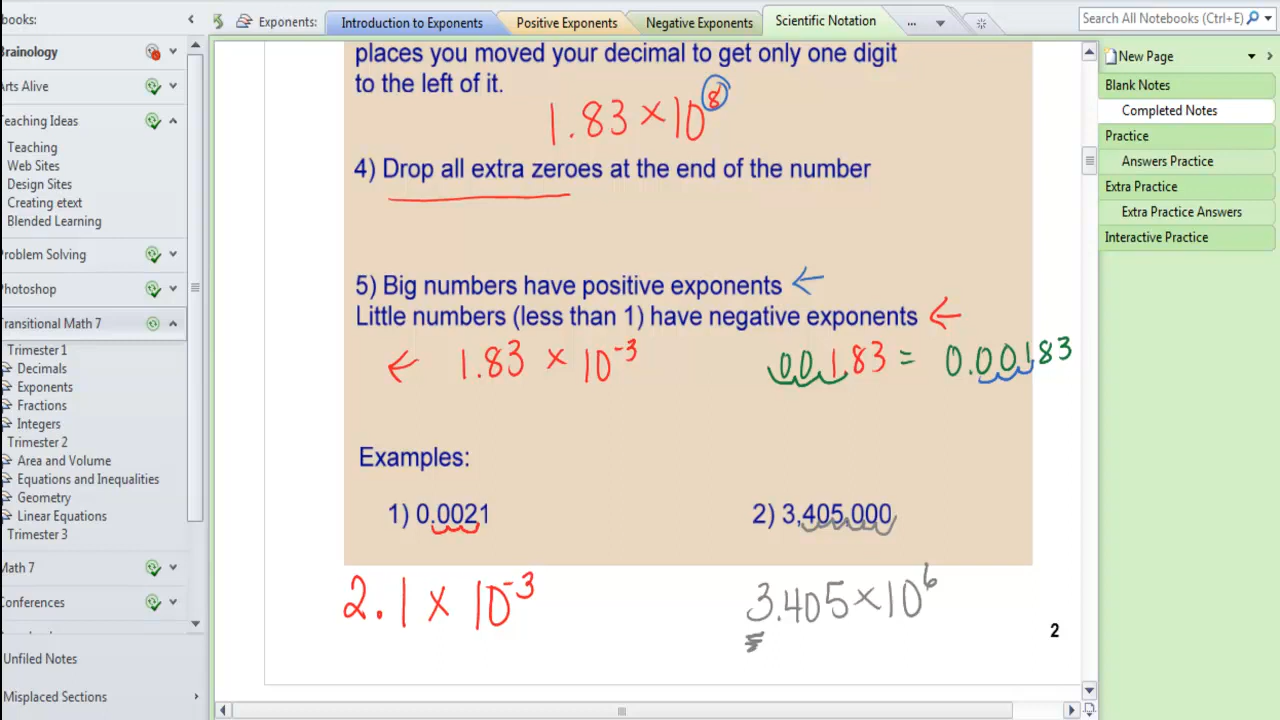 books:
Exponents:
Introduction to Exponents
Positive Exponents
Negative Exponents
Scientific Notation
...
Search All Notebooks (Ctrl+E)
Brainology
Arts Alive
Teaching Ideas
Teaching
Web Sites
Design Sites
Creating etext
Blended Learning
Problem Solving
Photoshop
Transitional Math 7
Trimester 1
Decimals
Exponents
Fractions
Integers
Trimester 2
Area and Volume
Equations and Inequalities
Geometry
Linear Equations
Trimester 3
Math 7
Conferences
Unfiled Notes
Misplaced Sections
places you moved your decimal to get only one digit
to the left of it.
1.83 × 10⁸
4) Drop all extra zeroes at the end of the number
5) Big numbers have positive exponents ←
Little numbers (less than 1) have negative exponents ←
← 1.83 × 10⁻³ 001.83 = 0.00183
Examples:
1) 0.0021 2) 3,405,000
2.1 × 10⁻³ 3.405 × 10⁶
2
New Page
Blank Notes
Completed Notes
Practice
Answers Practice
Extra Practice
Extra Practice Answers
Interactive Practice